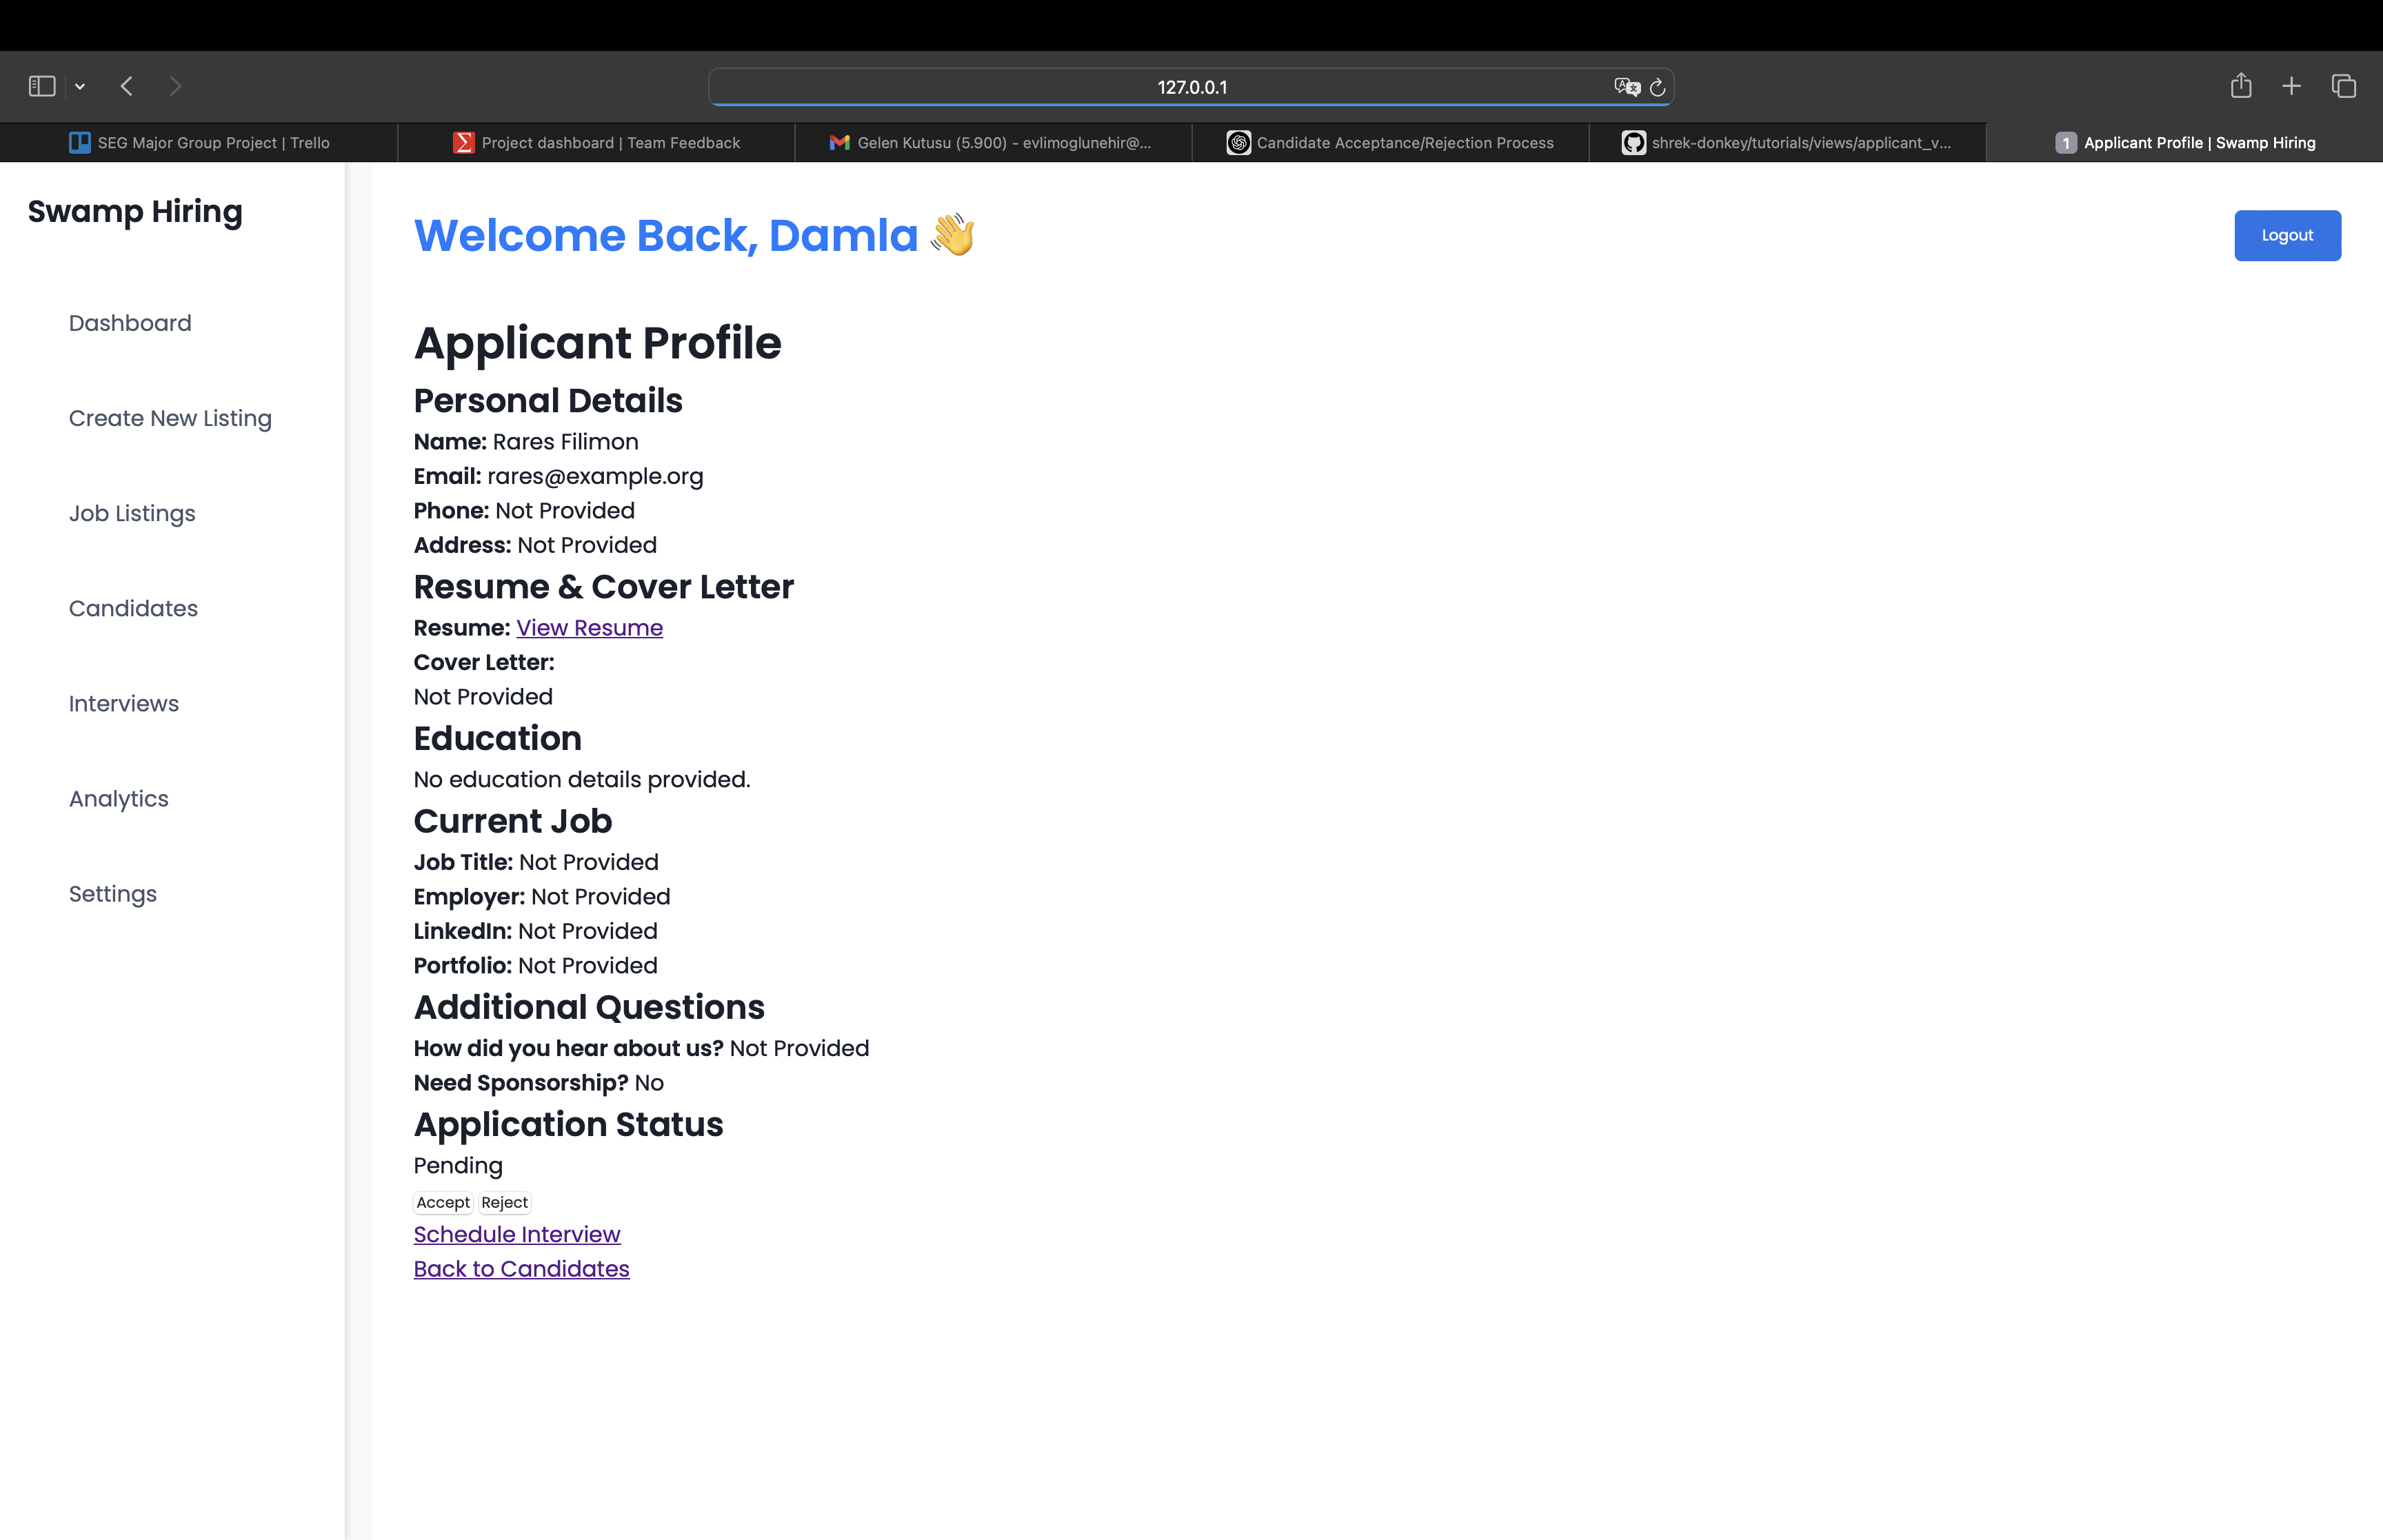 127.0.0.1
SEG Major Group Project | Trello
Project dashboard | Team Feedback
Gelen Kutusu (5.900) - evlimoglunehir@...
Candidate Acceptance/Rejection Process
shrek-donkey/tutorials/views/applicant_v...
1 Applicant Profile | Swamp Hiring
Swamp Hiring
Dashboard
Create New Listing
Job Listings
Candidates
Interviews
Analytics
Settings
Welcome Back, Damla 👋
Logout
Applicant Profile
Personal Details
Name: Rares Filimon
Email: rares@example.org
Phone: Not Provided
Address: Not Provided
Resume & Cover Letter
Resume: View Resume
Cover Letter:
Not Provided
Education
No education details provided.
Current Job
Job Title: Not Provided
Employer: Not Provided
LinkedIn: Not Provided
Portfolio: Not Provided
Additional Questions
How did you hear about us? Not Provided
Need Sponsorship? No
Application Status
Pending
Accept Reject
Schedule Interview
Back to Candidates